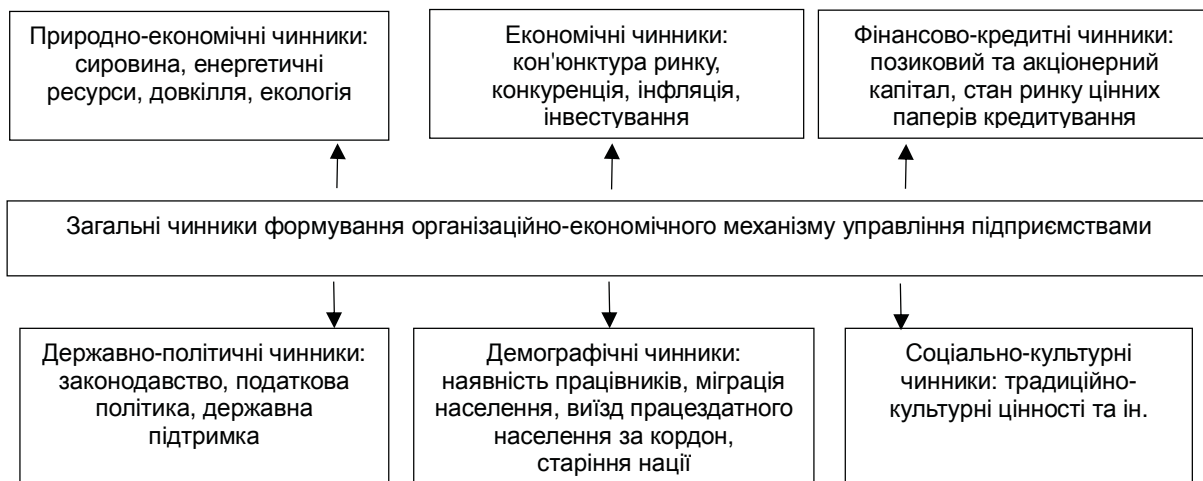 Природно-економічні чинники:
сировина, енергетичні
ресурси, довкілля, екологія
Економічні чинники:
кон'юнктура ринку,
конкуренція, інфляція,
інвестування
Фінансово-кредитні чинники:
позиковий та акціонерний
капітал, стан ринку цінних
паперів кредитування
Загальні чинники формування організаційно-економічного механізму управління підприємствами
Державно-політичні чинники:
законодавство, податкова
політика, державна
підтримка
Демографічні чинники:
наявність працівників, міграція
населення, виїзд працездатного
населення за кордон,
старіння нації
Соціально-культурні
чинники: традиційно-
культурні цінності та ін.